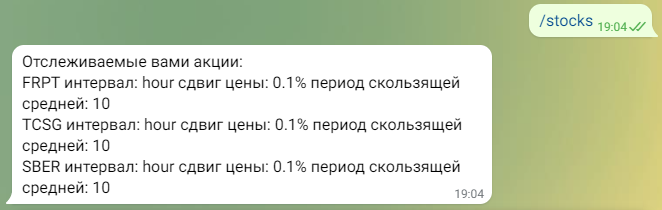 /stocks 19:04
Отслеживаемые вами акции:
FRPT интервал: hour сдвиг цены: 0.1% период скользящей
средней: 10
TCSG интервал: hour сдвиг цены: 0.1% период скользящей
средней: 10
SBER интервал: hour сдвиг цены: 0.1% период скользящей
средней: 10
19:04